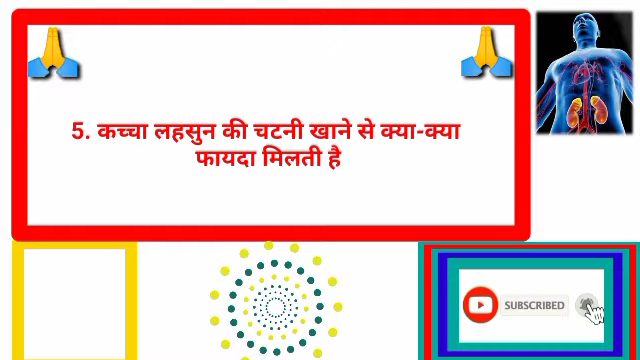 5. कच्चा लहसुन की चटनी खाने से क्या-क्या
फायदा मिलती है
SUBSCRIBED